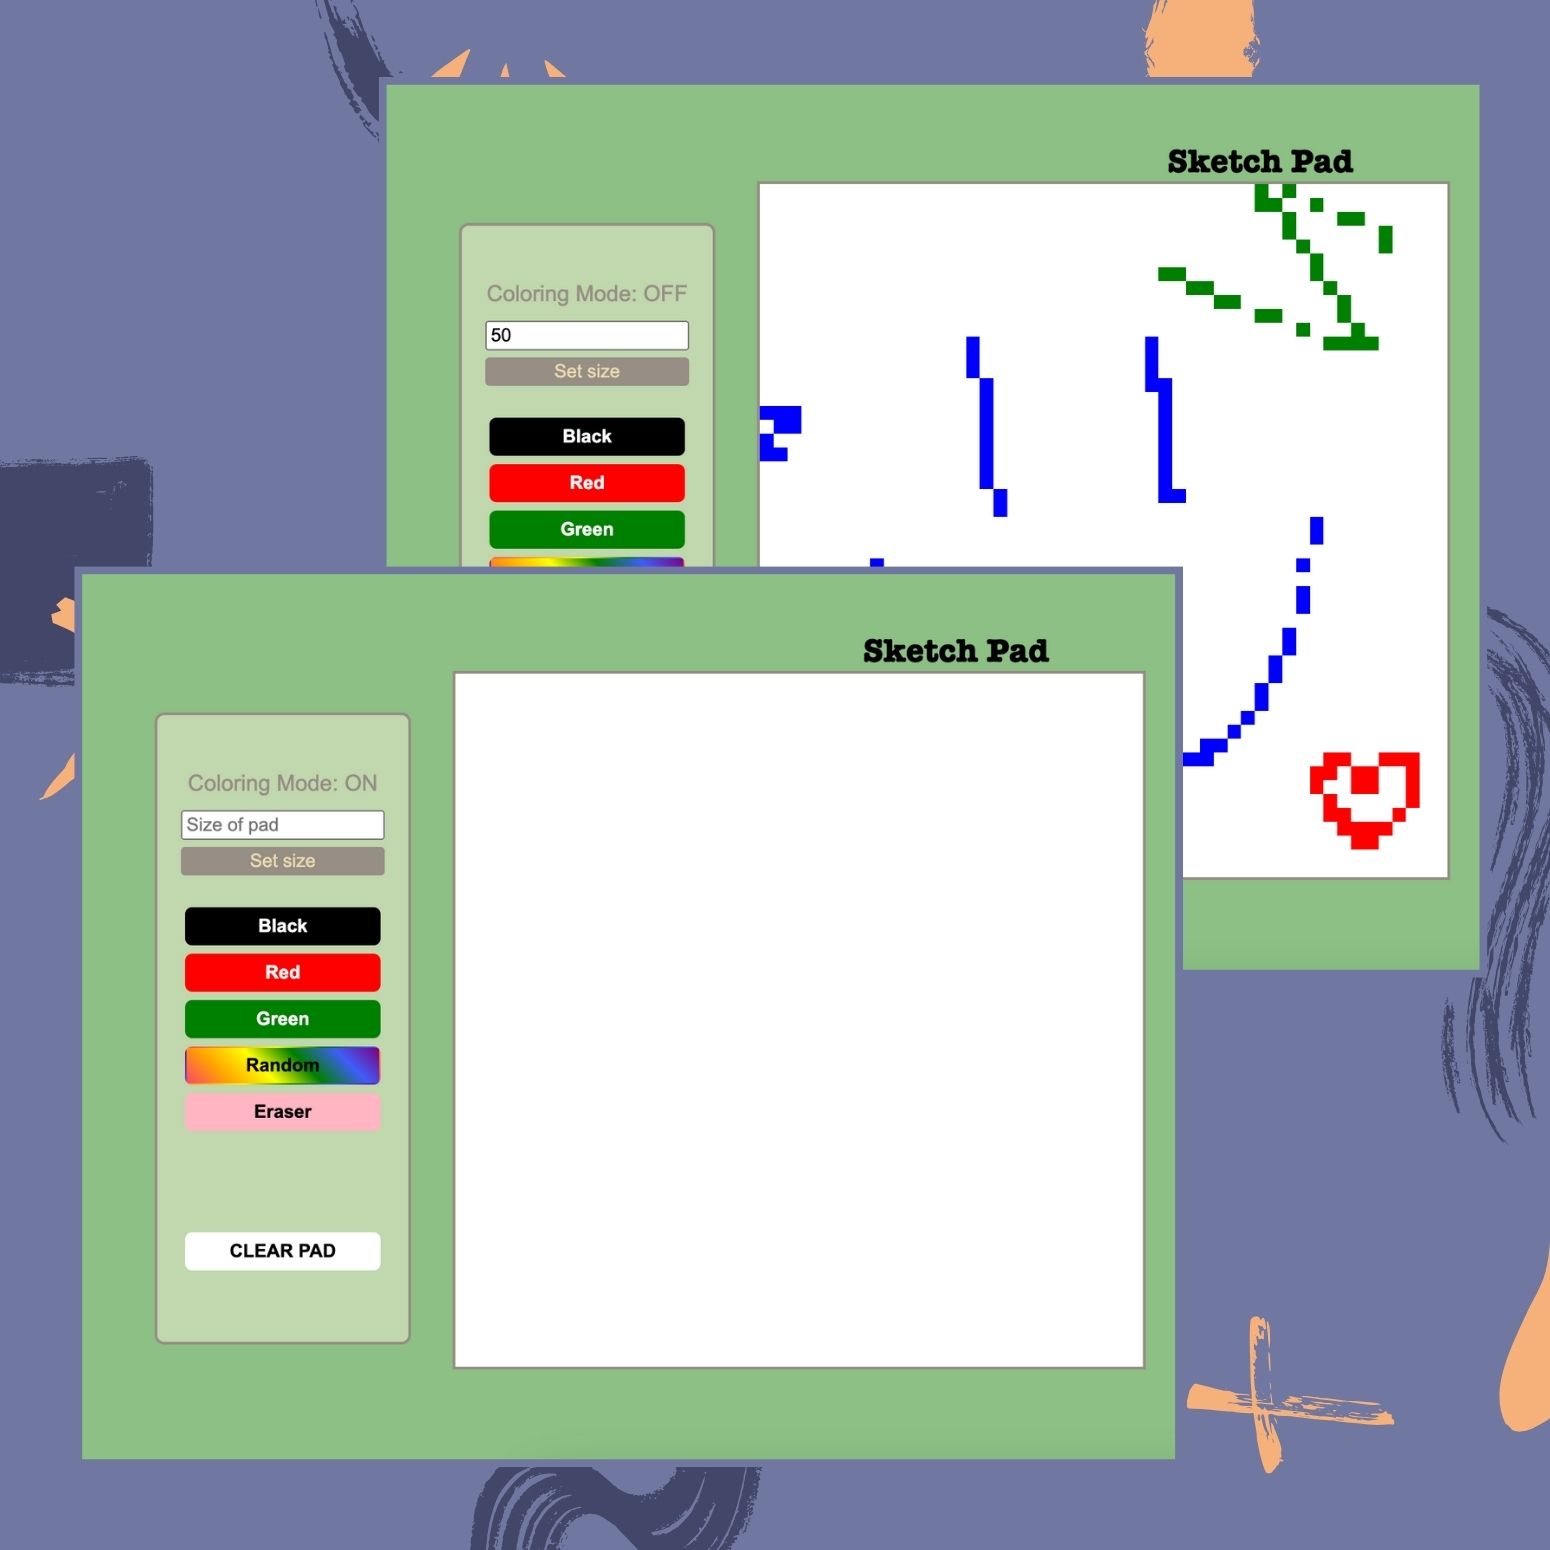 Sketch Pad
Coloring Mode: OFF
50
Set size
Black
Red
Green
Sketch Pad
Coloring Mode: ON
Size of pad
Set size
Black
Red
Green
Random
Eraser
CLEAR PAD